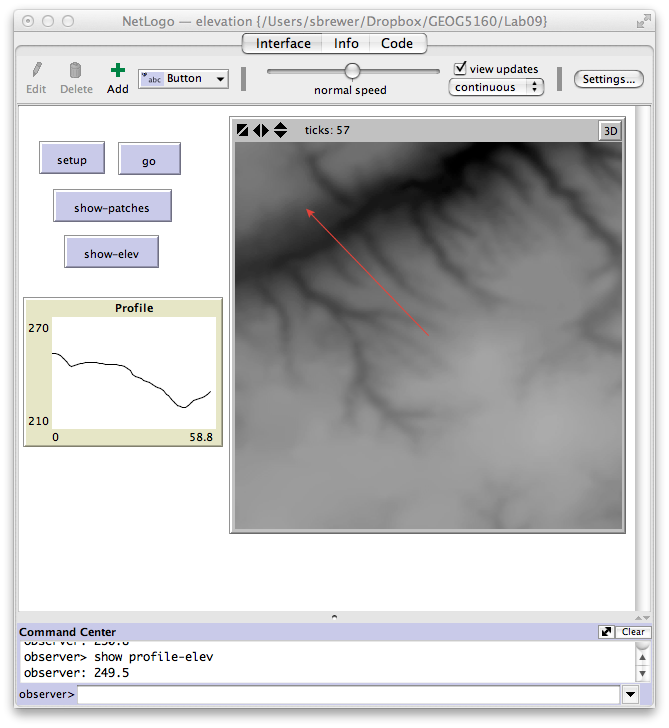 NetLogo — elevation {/Users/sbrewer/Dropbox/GEOG5160/Lab09}
Interface Info Code
Edit Delete Add abc Button normal speed view updates continuous Settings...
ticks: 57 3D
setup go
show-patches
show-elev
Profile
270
210
0 58.8
Command Center Clear
observer: 250.8
observer> show profile-elev
observer: 249.5
observer>